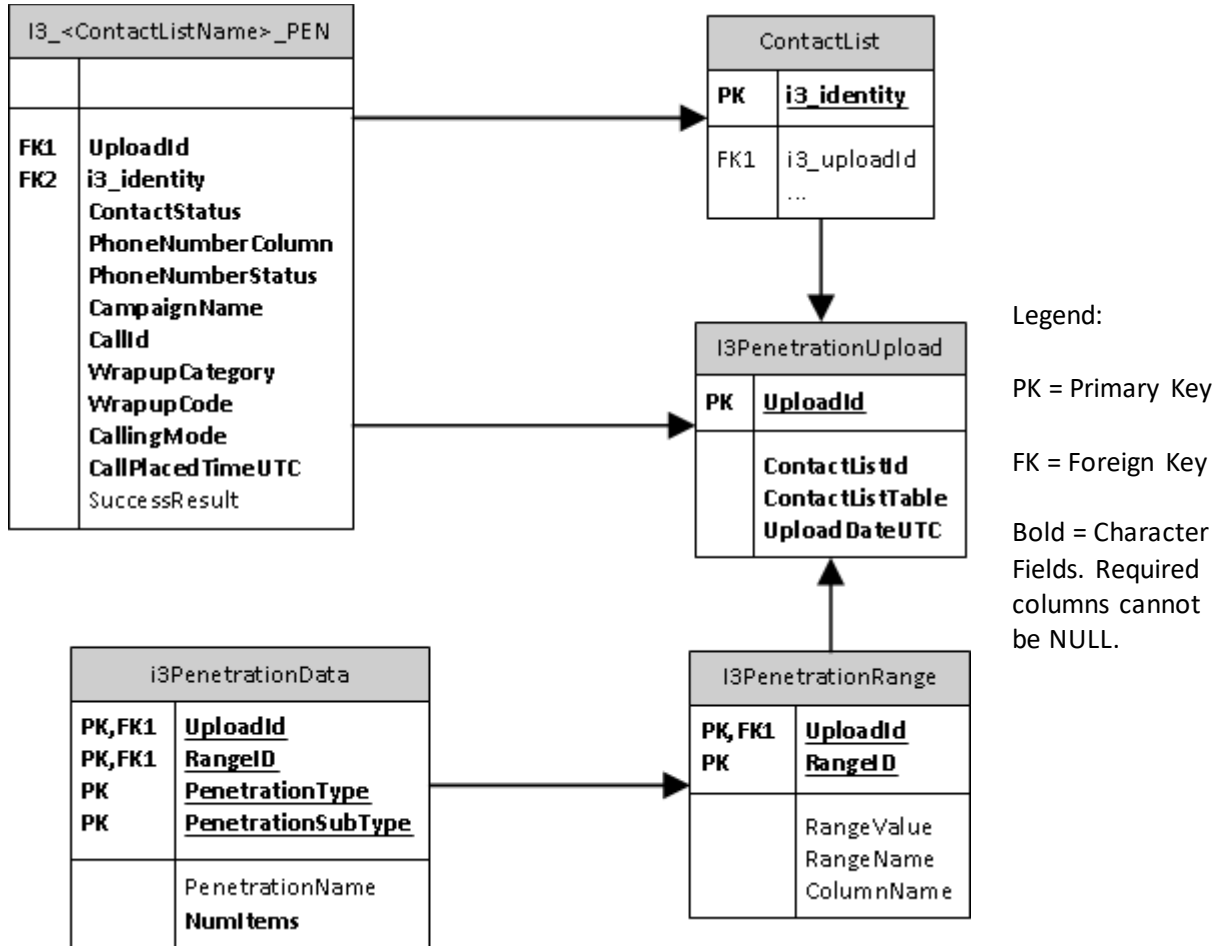 I3_<ContactListName>_PEN
FK1 UploadId
FK2 i3_identity
ContactStatus
PhoneNumberColumn
PhoneNumberStatus
CampaignName
CallId
WrapupCategory
WrapupCode
CallingMode
CallPlacedTimeUTC
SuccessResult
ContactList
PK i3_identity
FK1 i3_uploadId
...
I3PenetrationUpload
PK UploadId
ContactListId
ContactListTable
UploadDateUTC
i3PenetrationData
PK,FK1 UploadId
PK,FK1 RangeID
PK PenetrationType
PK PenetrationSubType
PenetrationName
NumItems
I3PenetrationRange
PK,FK1 UploadId
PK RangeID
RangeValue
RangeName
ColumnName
Legend:
PK = Primary Key
FK = Foreign Key
Bold = Character
Fields. Required
columns cannot
be NULL.